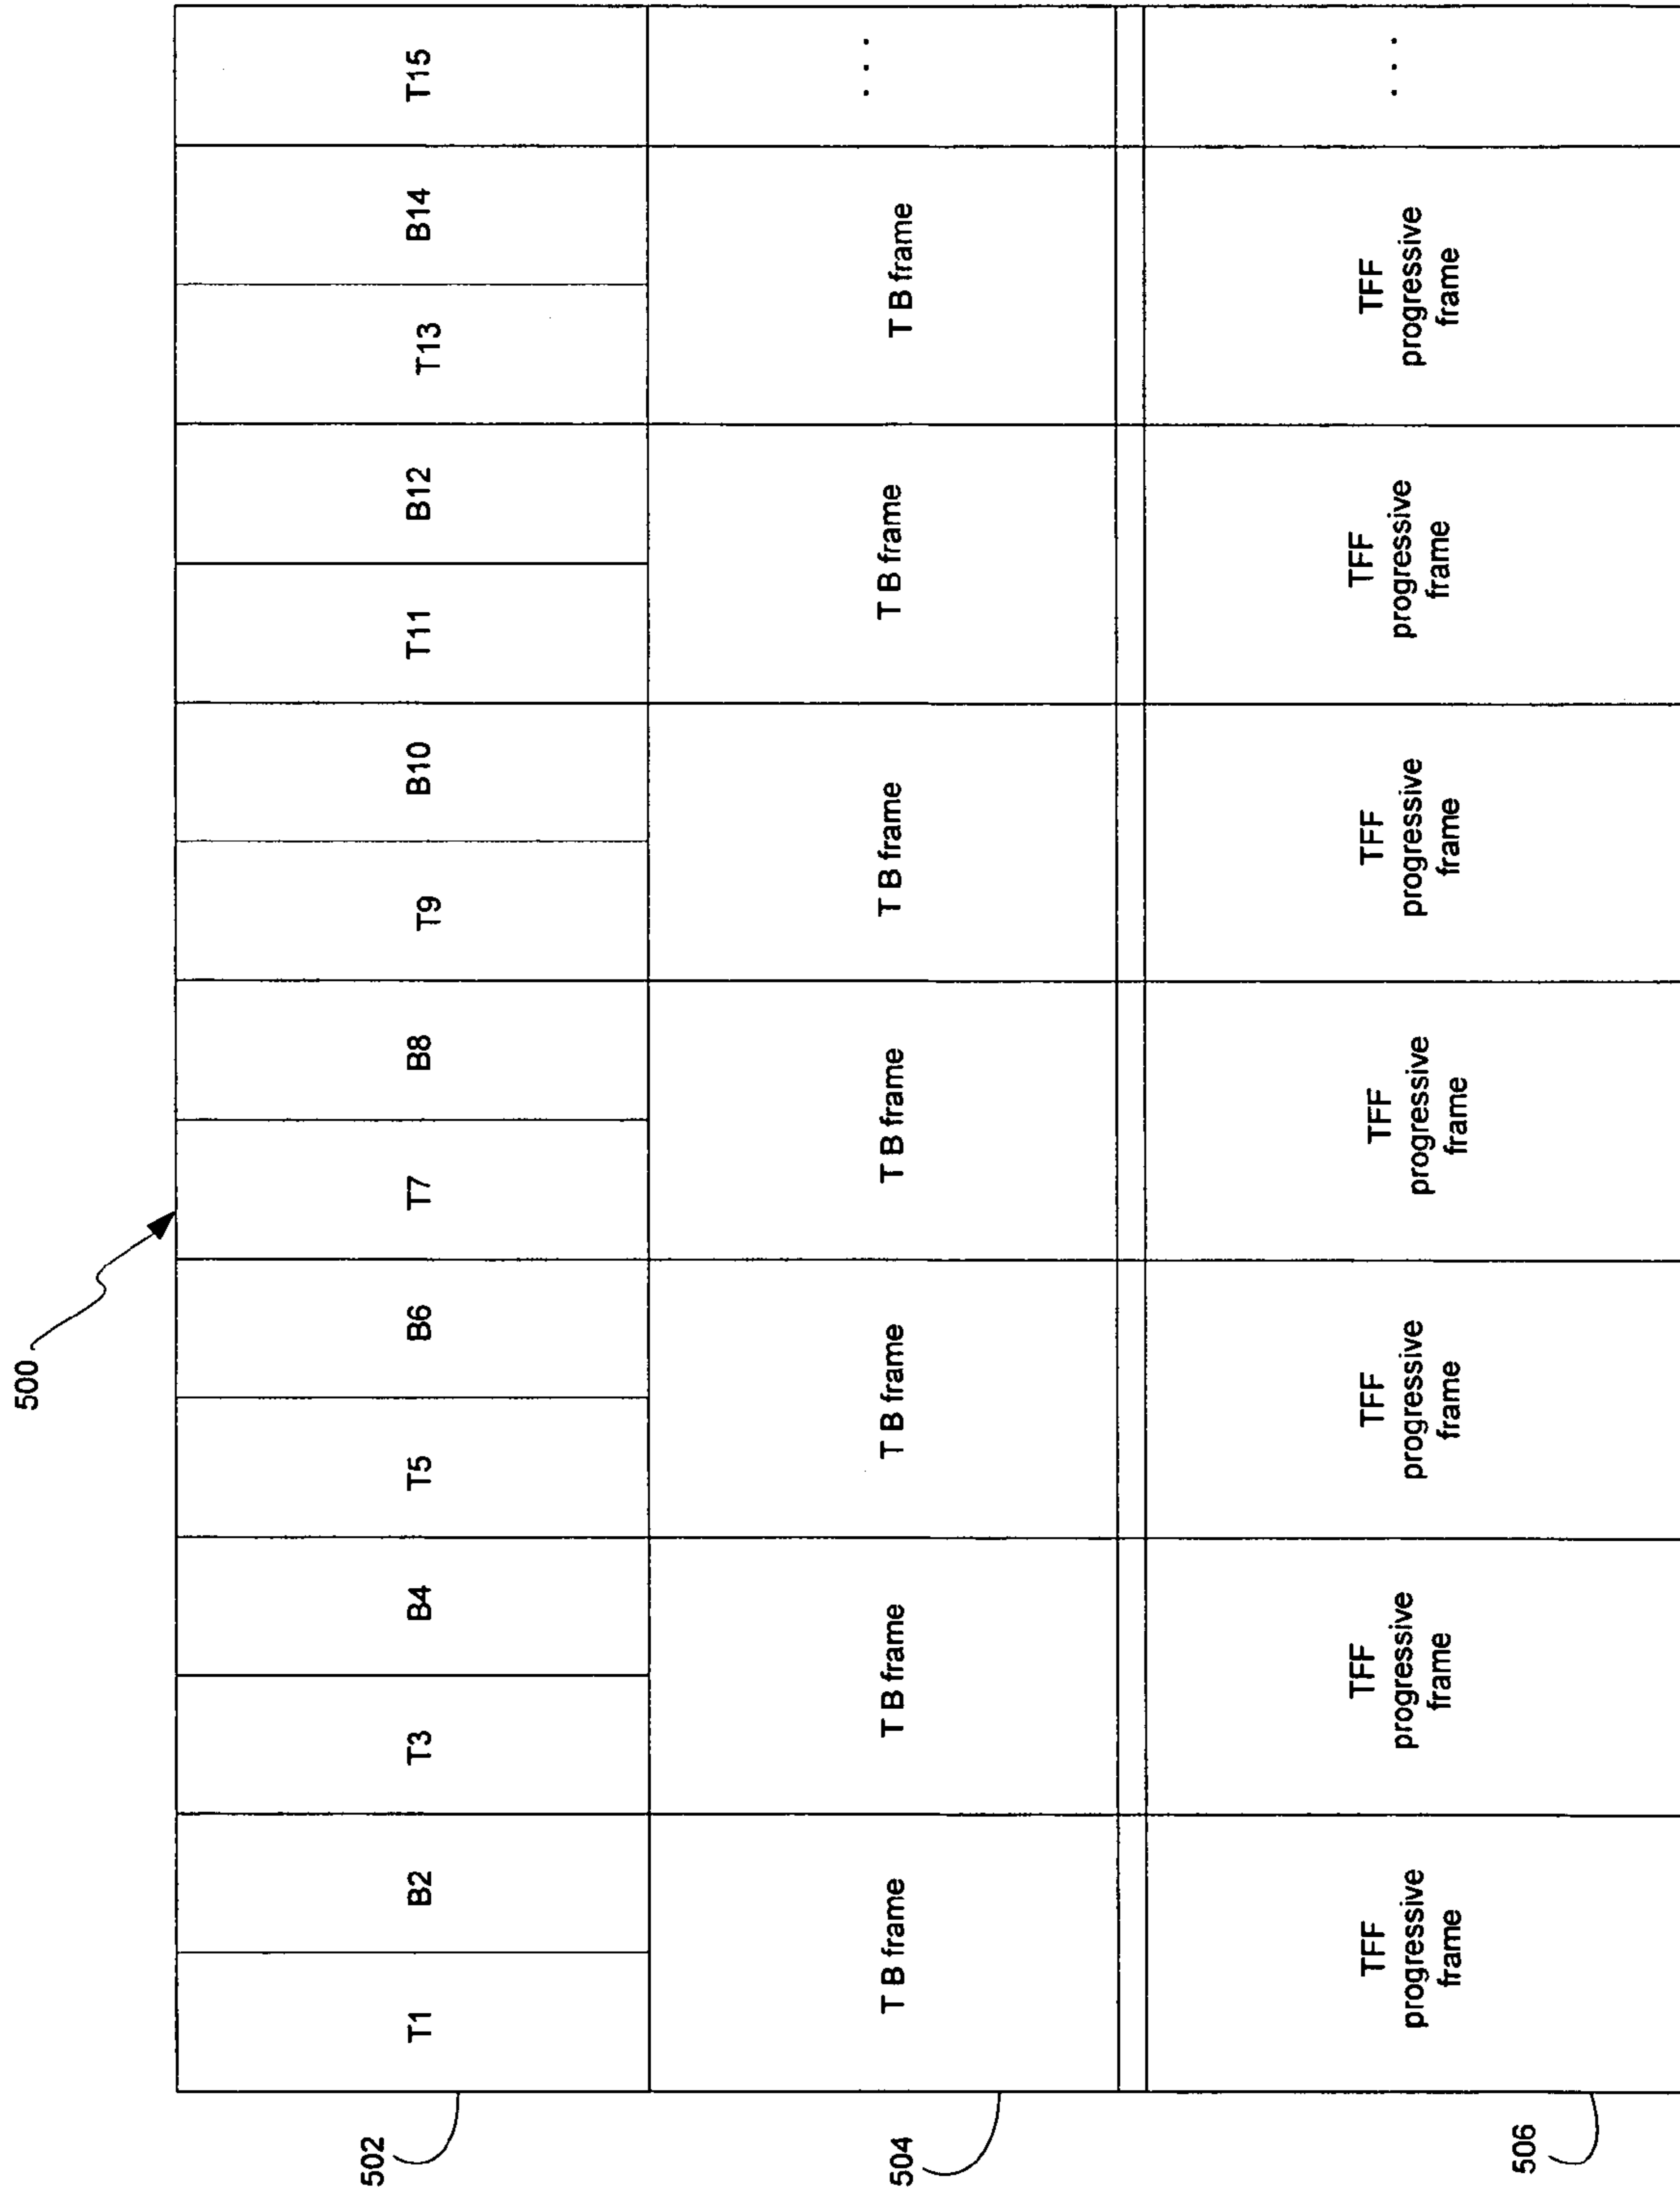 500
502
T1
B2
T3
B4
T5
B6
T7
B8
T9
B10
T11
B12
T13
B14
T15
504
T B frame
T B frame
T B frame
T B frame
T B frame
T B frame
T B frame
. . .
506
TFF
progressive
frame
TFF
progressive
frame
TFF
progressive
frame
TFF
progressive
frame
TFF
progressive
frame
TFF
progressive
frame
TFF
progressive
frame
. . .